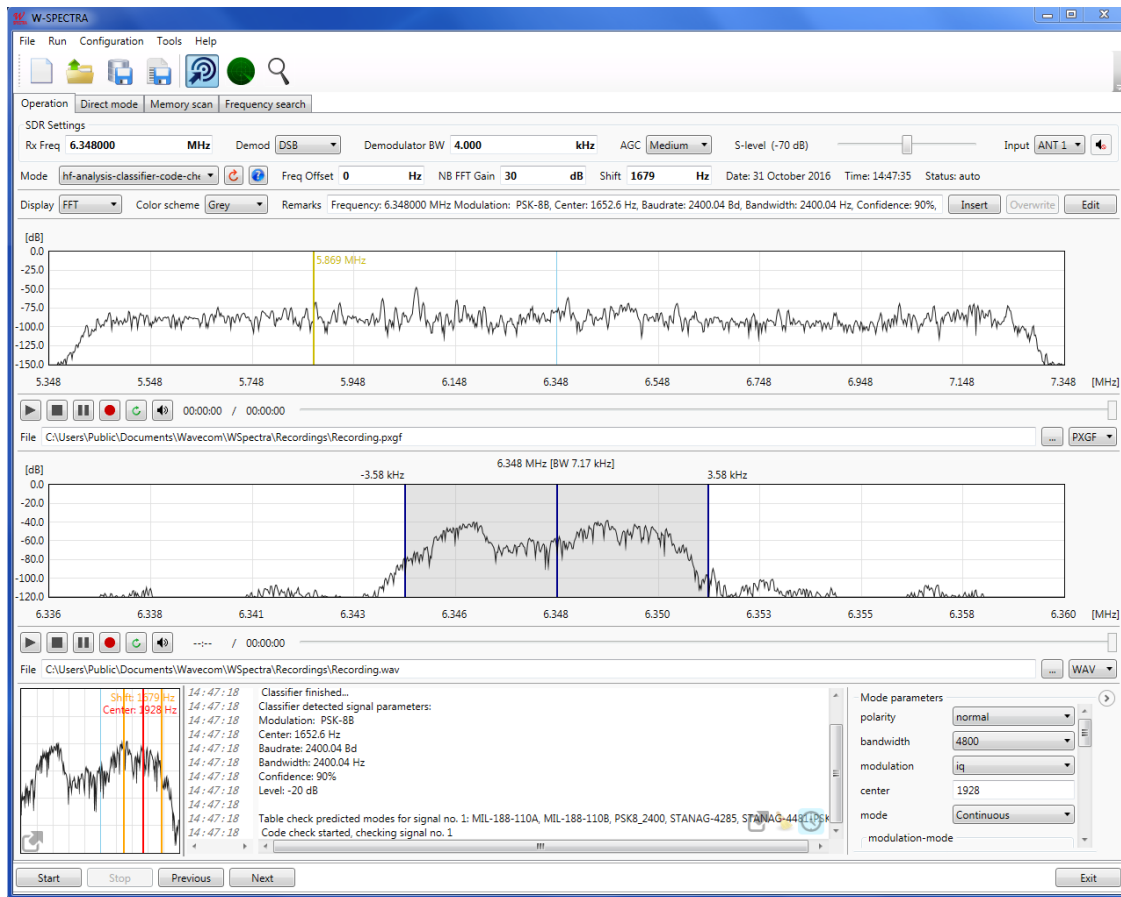 W-SPECTRA
File Run Configuration Tools Help
Operation Direct mode Memory scan Frequency search
SDR Settings
Rx Freq 6.348000 MHz Demod DSB Demodulator BW 4.000 kHz AGC Medium S-level (-70 dB) Input ANT 1
Mode hf-analysis-classifier-code-che Freq Offset 0 Hz NB FFT Gain 30 dB Shift 1679 Hz Date: 31 October 2016 Time: 14:47:35 Status: auto
Display FFT Color scheme Grey Remarks Frequency: 6.348000 MHz Modulation: PSK-8B, Center: 1652.6 Hz, Baudrate: 2400.04 Bd, Bandwidth: 2400.04 Hz, Confidence: 90%, Insert Overwrite Edit
[dB]
0.0
5.869 MHz
-25.0
-50.0
-75.0
-100.0
-125.0
-150.0
5.348 5.548 5.748 5.948 6.148 6.348 6.548 6.748 6.948 7.148 7.348 [MHz]
00:00:00 / 00:00:00
File C:\Users\Public\Documents\Wavecom\WSpectra\Recordings\Recording.pxgf ... PXGF
6.348 MHz [BW 7.17 kHz]
[dB] -3.58 kHz 3.58 kHz
0.0
-20.0
-40.0
-60.0
-80.0
-100.0
-120.0
6.336 6.338 6.341 6.343 6.346 6.348 6.350 6.353 6.355 6.358 6.360 [MHz]
--:-- / 00:00:00
File C:\Users\Public\Documents\Wavecom\WSpectra\Recordings\Recording.wav ... WAV
Shift: 1679 Hz
Center: 1928 Hz
14:47:18 Classifier finished...
14:47:18 Classifier detected signal parameters:
14:47:18 Modulation: PSK-8B
14:47:18 Center: 1652.6 Hz
14:47:18 Baudrate: 2400.04 Bd
14:47:18 Bandwidth: 2400.04 Hz
14:47:18 Confidence: 90%
14:47:18 Level: -20 dB
14:47:18
14:47:18 Table check predicted modes for signal no. 1: MIL-188-110A, MIL-188-110B, PSK8_2400, STANAG-4285, STANAG-4481-PSK
14:47:18 Code check started, checking signal no. 1
Mode parameters
polarity normal
bandwidth 4800
modulation iq
center 1928
mode Continuous
modulation-mode
Start Stop Previous Next Exit